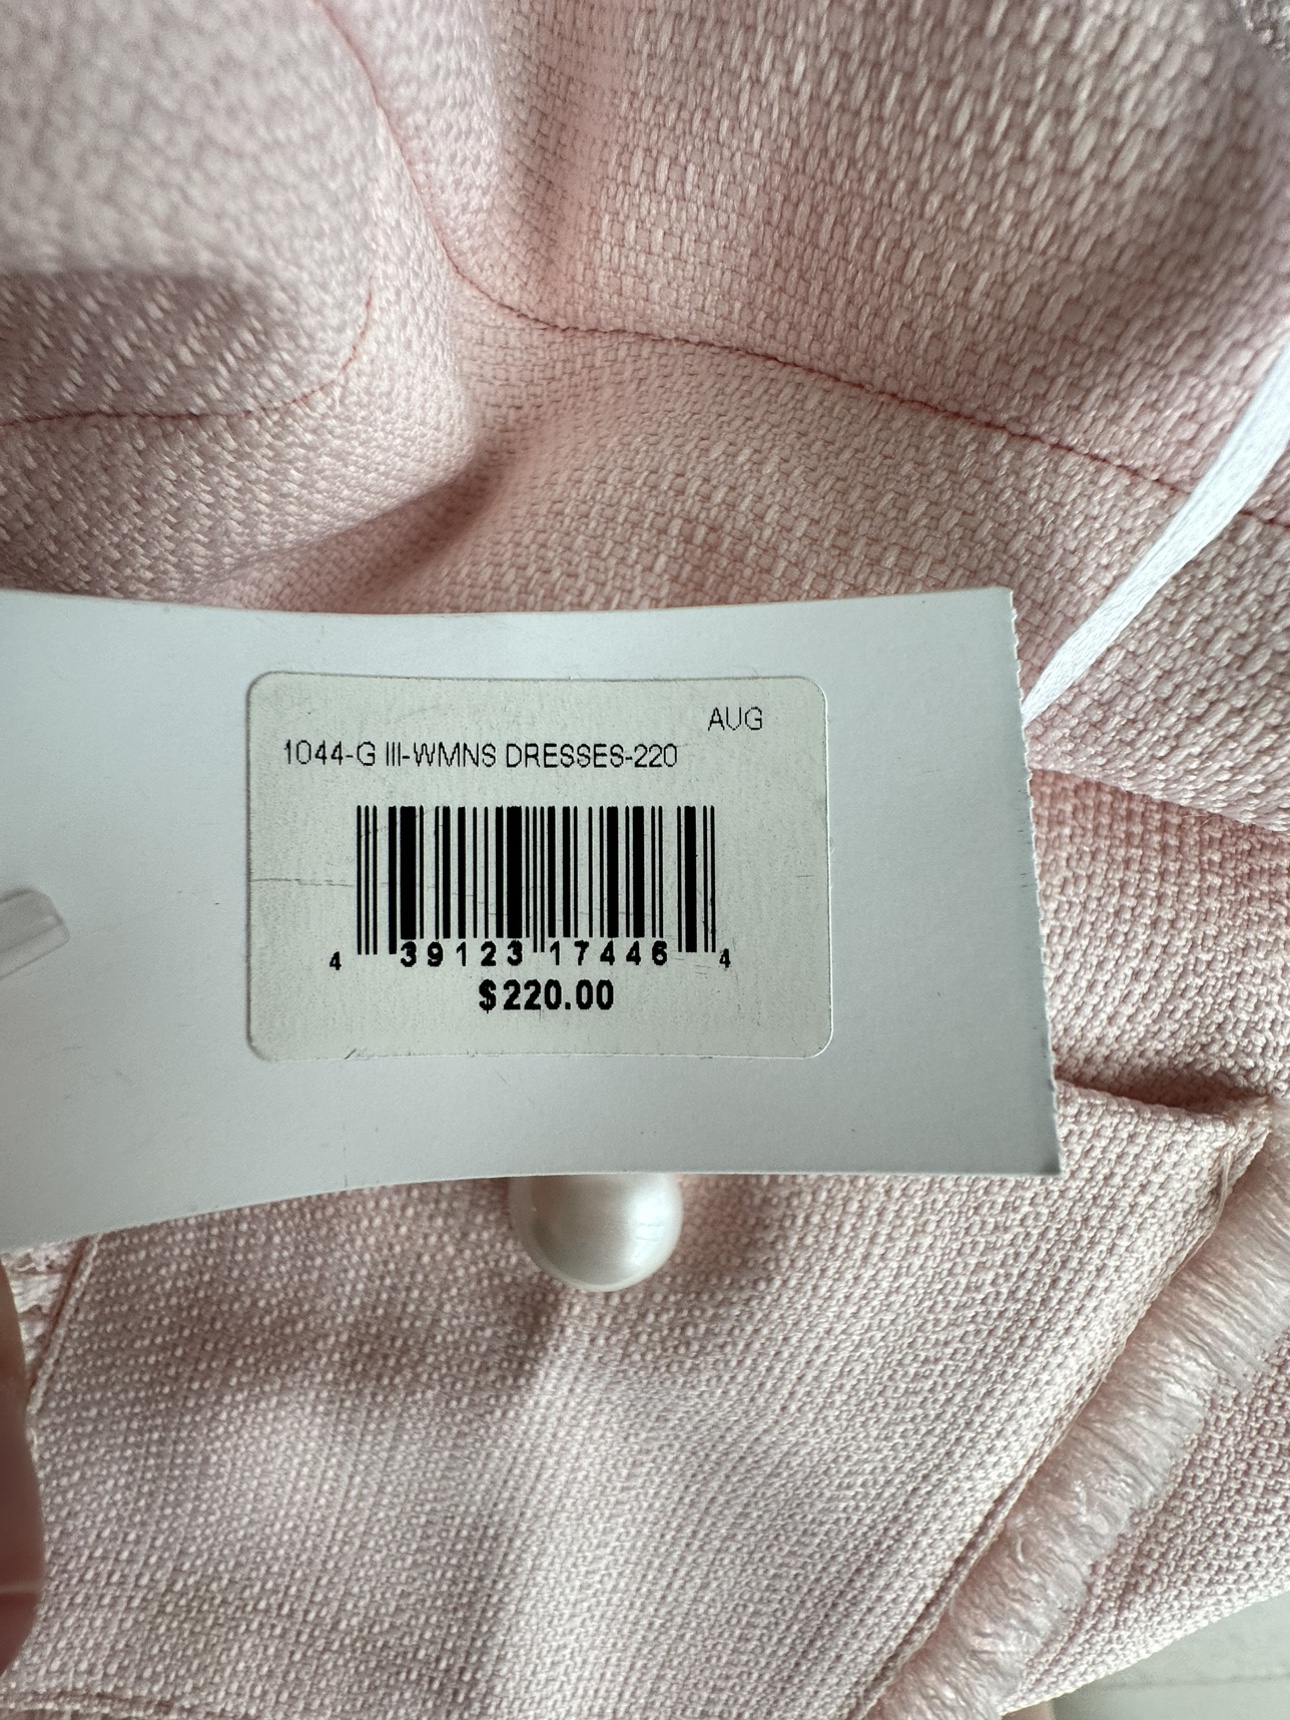 AUG
1044-G III-WMNS DRESSES-220
4 39123 17446 4
$220.00